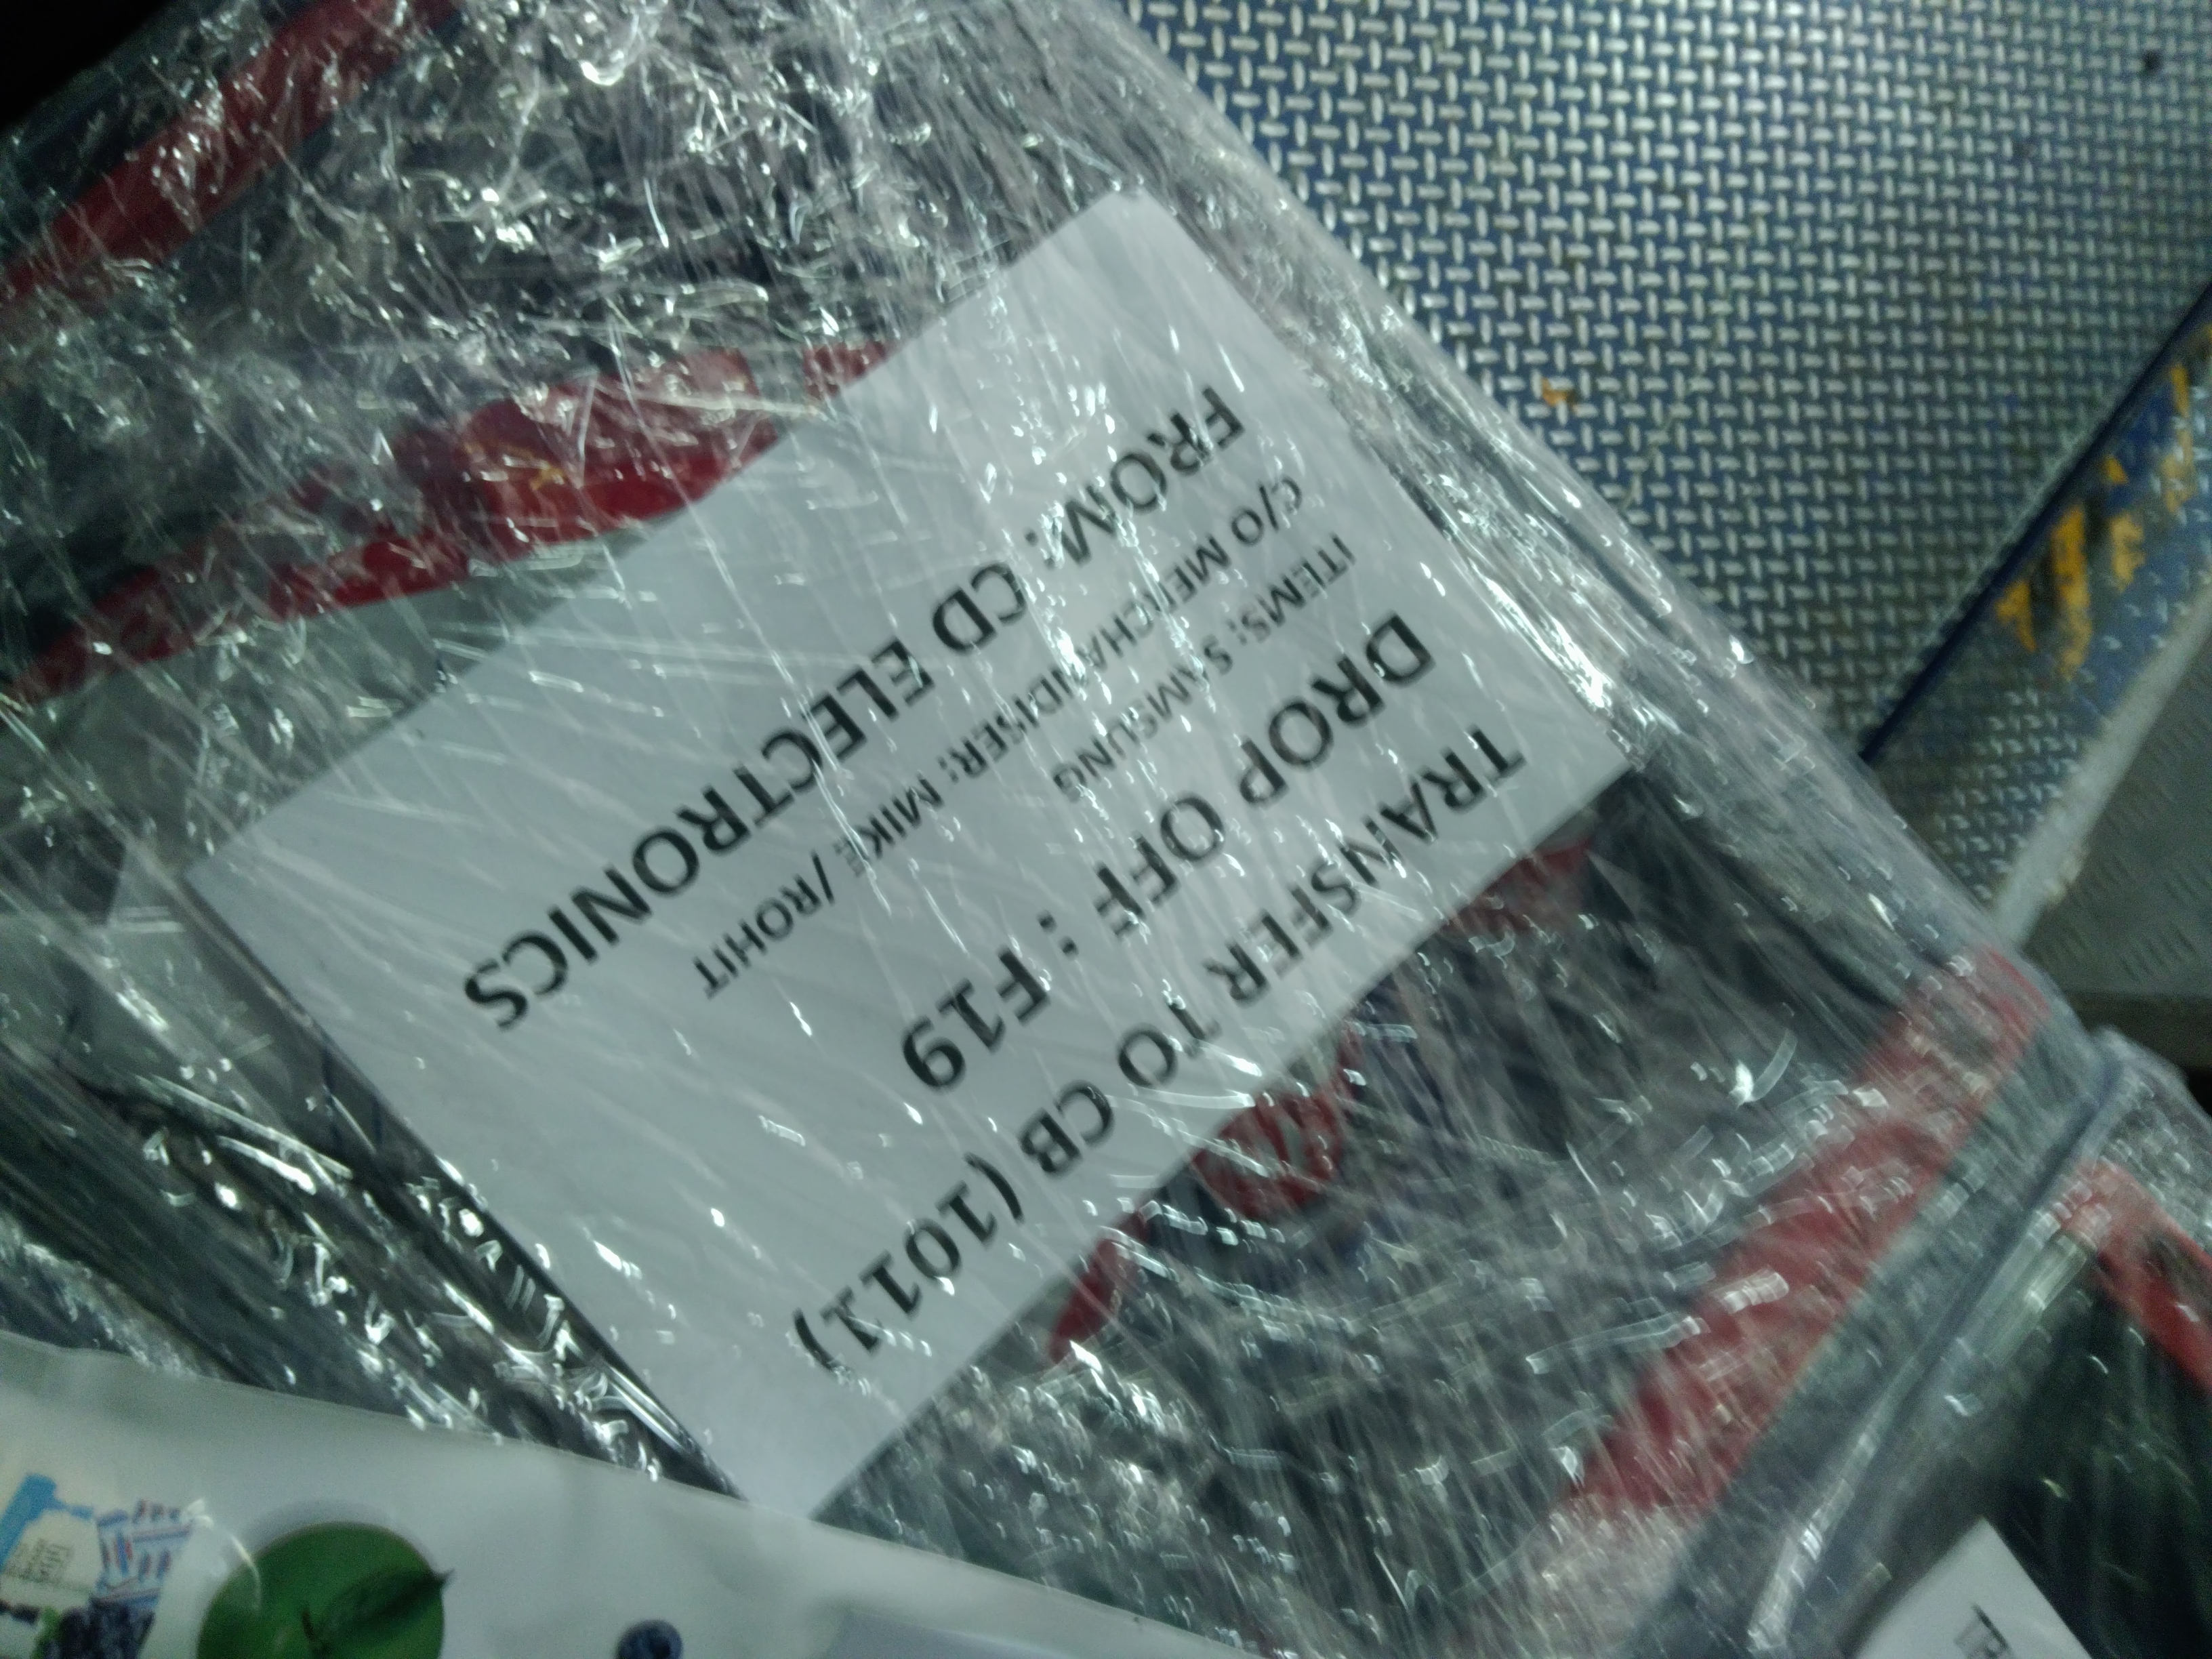 TRANSFER TO CB (1011)
DROP OFF : F19
ITEMS: SAMSUNG
C/O MERCHANDISER: MIKE /ROHIT
FROM: CD ELECTRONICS